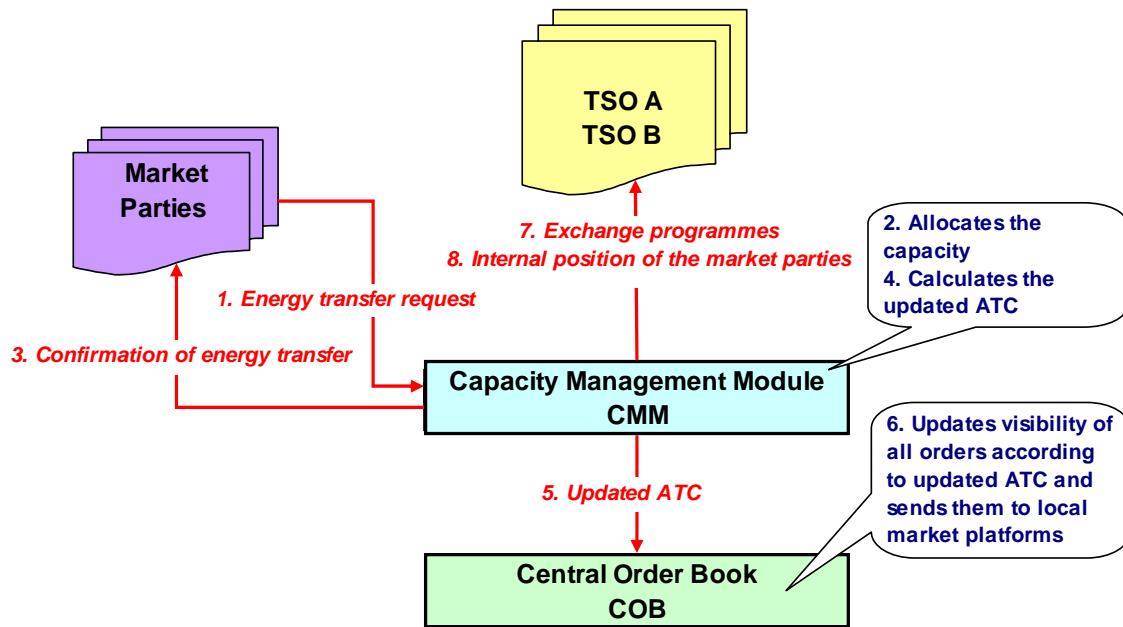 TSO A
TSO B
Market
Parties
7. Exchange programmes
8. Internal position of the market parties
2. Allocates the
capacity
4. Calculates the
updated ATC
1. Energy transfer request
3. Confirmation of energy transfer
Capacity Management Module
CMM
6. Updates visibility of
all orders according
to updated ATC and
sends them to local
market platforms
5. Updated ATC
Central Order Book
COB